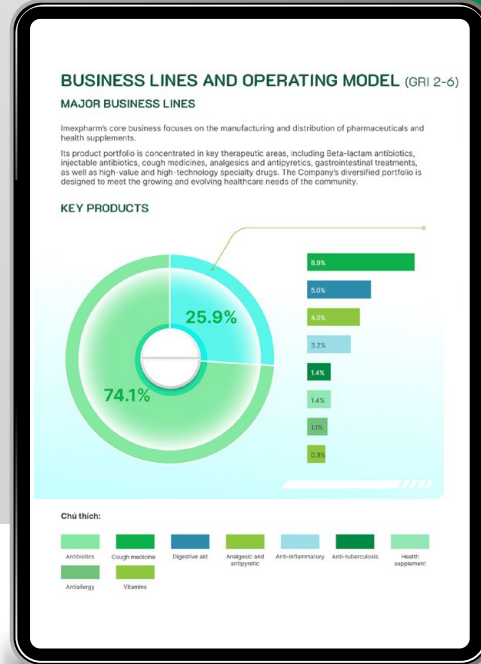 BUSINESS LINES AND OPERATING MODEL (GRI 2-6)
MAJOR BUSINESS LINES
Imexpharm's core business focuses on the manufacturing and distribution of pharmaceuticals and
health supplements.
Its product portfolio is concentrated in key therapeutic areas, including Beta-lactam antibiotics,
injectable antibiotics, cough medicines, analgesics and antipyretics, gastrointestinal treatments,
as well as high-value and high-technology specialty drugs. The Company's diversified portfolio is
designed to meet the growing and evolving healthcare needs of the community.
KEY PRODUCTS
25.9%
74.1%
8.9%
5.0%
4.0%
3.2%
1.4%
1.4%
1.1%
0.9%
Chú thích:
Antibiotics
Cough medicine
Digestive aid
Analgesic and
antipyretic
Anti-inflammatory
Anti-tuberculosis
Health
supplement
Antiallergy
Vitamins